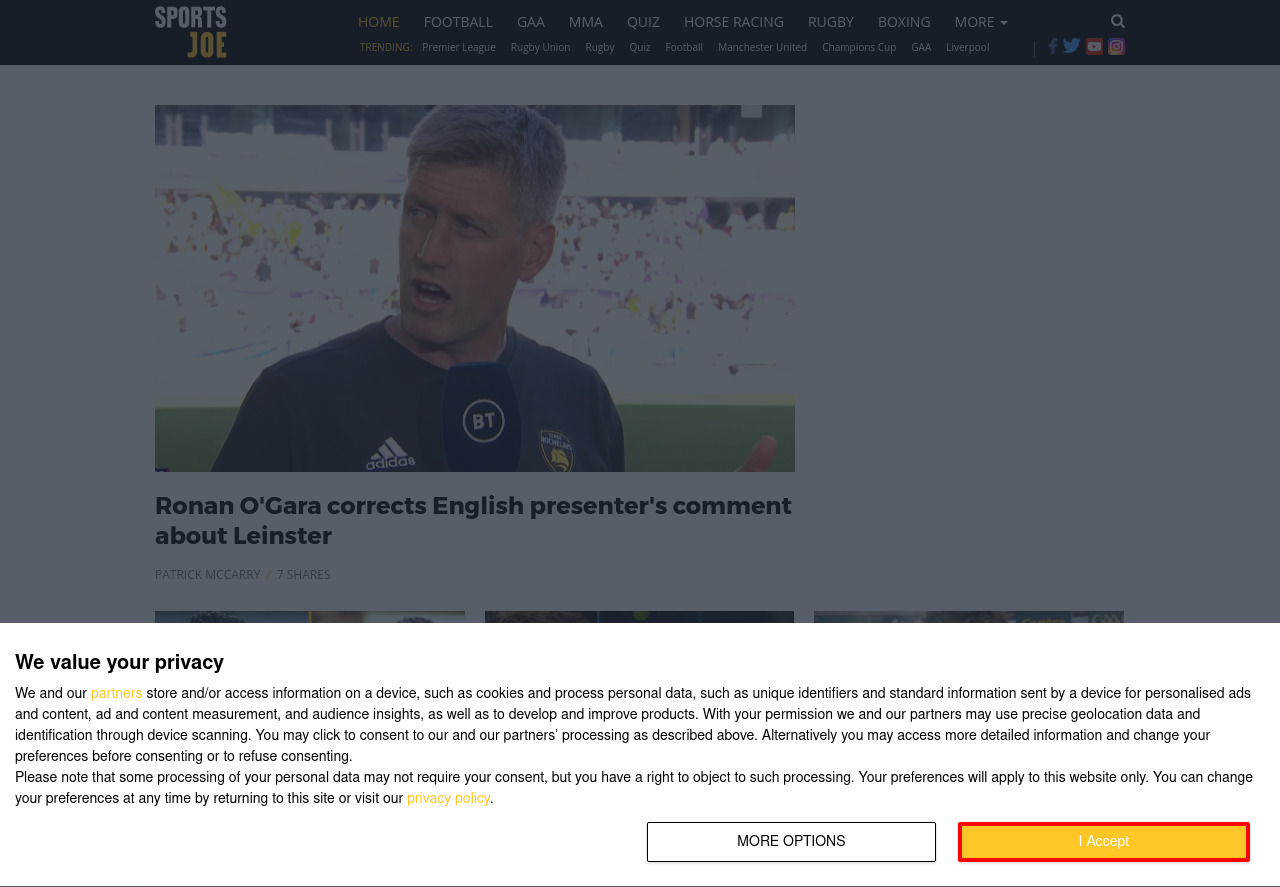 SPORTS
JOE
HOME FOOTBALL GAA MMA QUIZ HORSE RACING RUGBY BOXING MORE
TRENDING: Premier League Rugby Union Rugby Quiz Football Manchester United Champions Cup GAA Liverpool
BT
adidas
Ronan O'Gara corrects English presenter's comment
about Leinster
PATRICK MCCARRY / 7 SHARES
We value your privacy
We and our partners store and/or access information on a device, such as cookies and process personal data, such as unique identifiers and standard information sent by a device for personalised ads
and content, ad and content measurement, and audience insights, as well as to develop and improve products. With your permission we and our partners may use precise geolocation data and
identification through device scanning. You may click to consent to our and our partners’ processing as described above. Alternatively you may access more detailed information and change your
preferences before consenting or to refuse consenting.
Please note that some processing of your personal data may not require your consent, but you have a right to object to such processing. Your preferences will apply to this website only. You can change
your preferences at any time by returning to this site or visit our privacy policy.
MORE OPTIONS I Accept